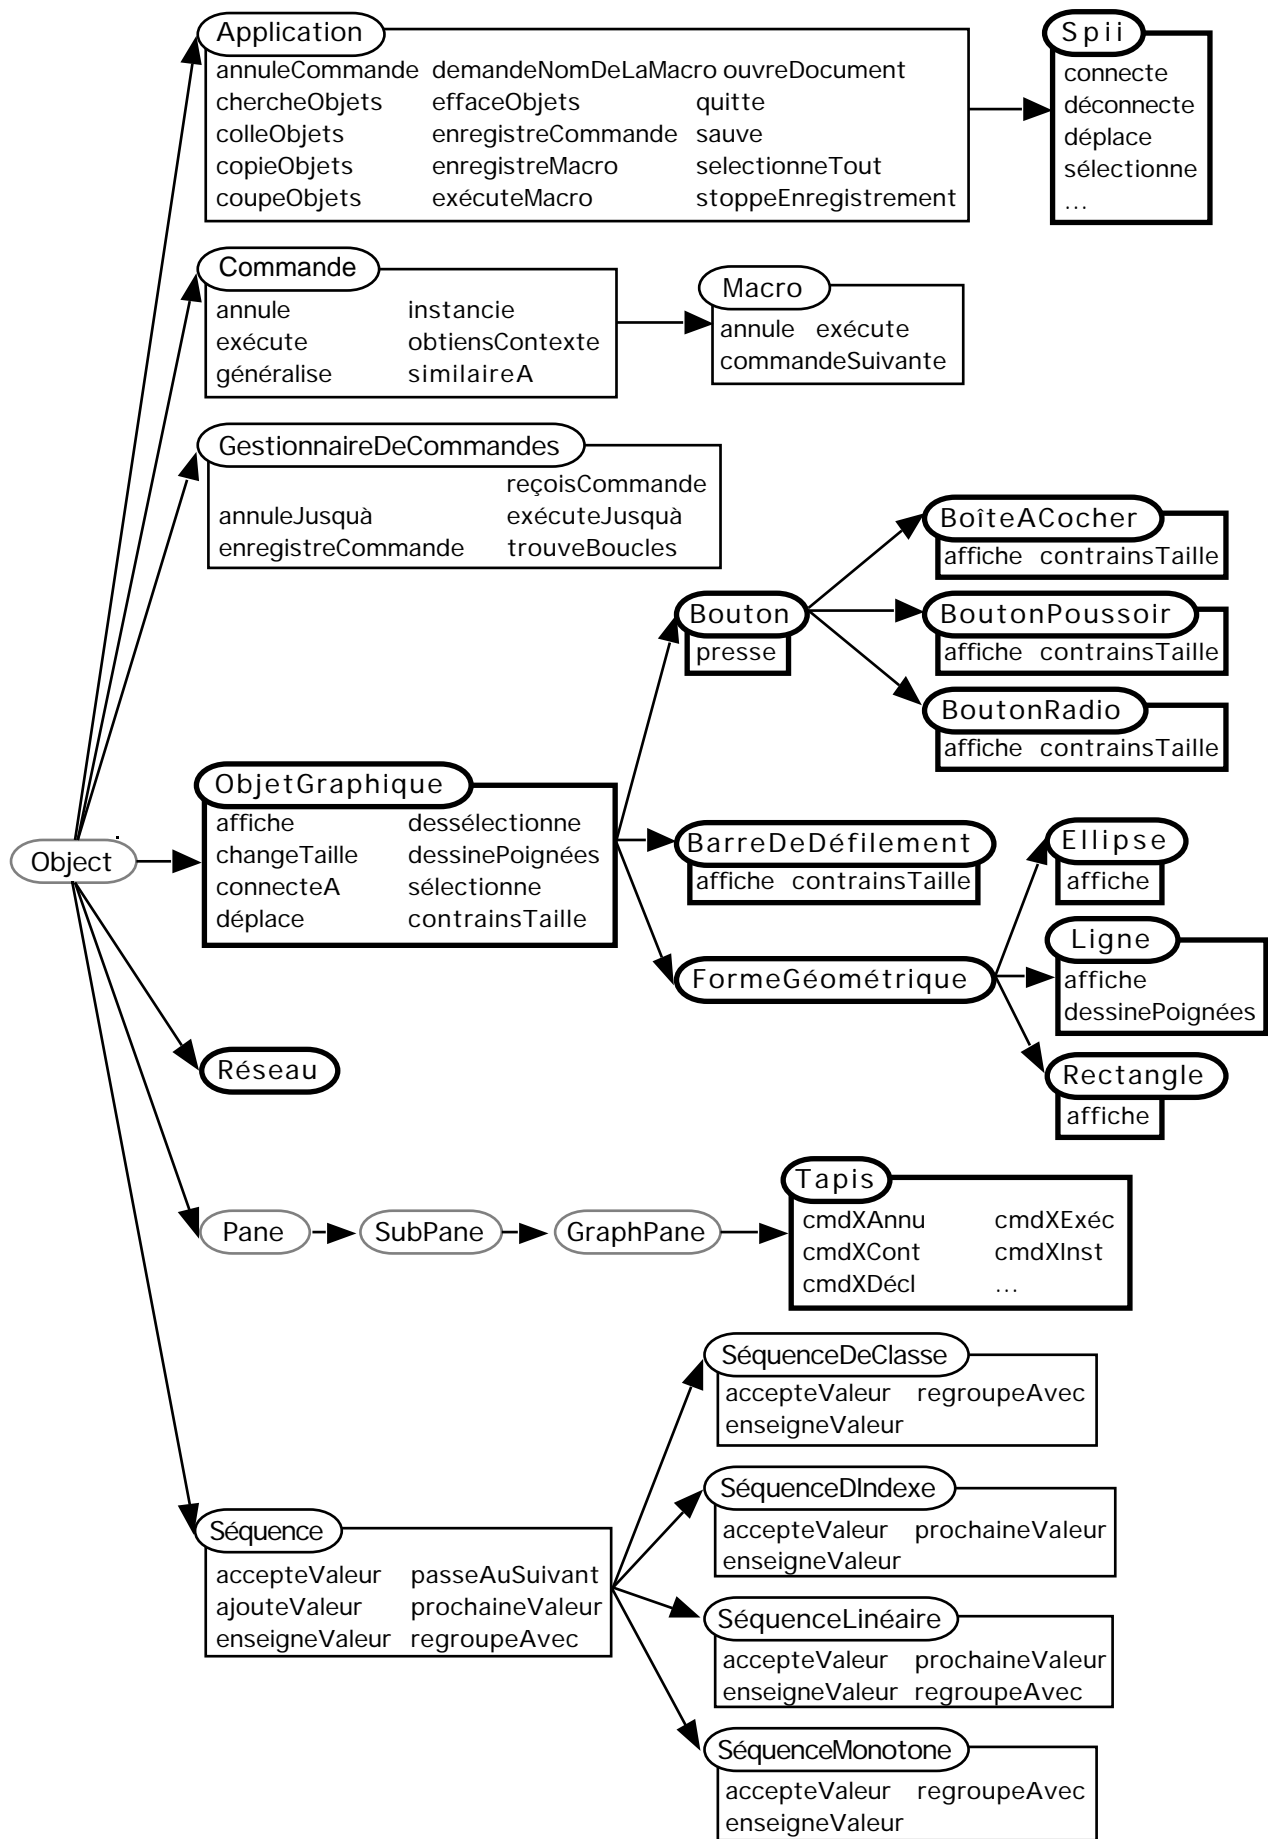 Application
annuleCommande demandeNomDeLaMacro ouvreDocument
chercheObjets effaceObjets quitte
colleObjets enregistreCommande sauve
copieObjets enregistreMacro selectionneTout
coupeObjets exécuteMacro stoppeEnregistrement
Spii
connecte
déconnecte
déplace
sélectionne
...
Commande
annule instancie
exécute obtiensContexte
généralise similaireA
Macro
annule exécute
commandeSuivante
GestionnaireDeCommandes
reçoisCommande
annuleJusquà exécuteJusquà
enregistreCommande trouveBoucles
BoîteACocher
affiche contrainsTaille
Bouton
presse
BoutonPoussoir
affiche contrainsTaille
BoutonRadio
affiche contrainsTaille
ObjetGraphique
affiche dessélectionne
changeTaille dessinePoignées
connecteA sélectionne
déplace contrainsTaille
Object
BarreDeDéfilement
affiche contrainsTaille
Ellipse
affiche
FormeGéométrique
Ligne
affiche
dessinePoignées
Réseau
Rectangle
affiche
Pane
SubPane
GraphPane
Tapis
cmdXAnnu cmdXExéc
cmdXCont cmdXInst
cmdXDécl ...
SéquenceDeClasse
accepteValeur regroupeAvec
enseigneValeur
SéquenceDIndexe
accepteValeur prochaineValeur
enseigneValeur
Séquence
accepteValeur passeAuSuivant
ajouteValeur prochaineValeur
enseigneValeur regroupeAvec
SéquenceLinéaire
accepteValeur prochaineValeur
enseigneValeur regroupeAvec
SéquenceMonotone
accepteValeur regroupeAvec
enseigneValeur